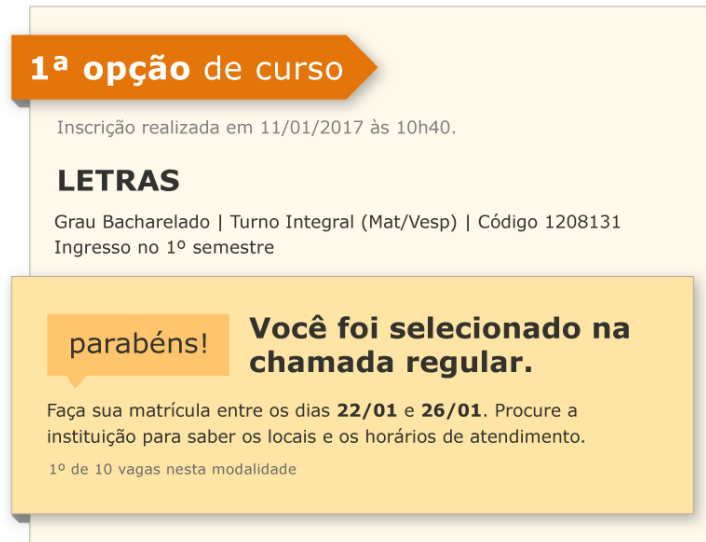 1ª opção de curso
Inscrição realizada em 11/01/2017 às 10h40.
LETRAS
Grau Bacharelado | Turno Integral (Mat/Vesp) | Código 1208131
Ingresso no 1º semestre
parabéns!
Você foi selecionado na
chamada regular.
Faça sua matrícula entre os dias 22/01 e 26/01. Procure a
instituição para saber os locais e os horários de atendimento.
1º de 10 vagas nesta modalidade